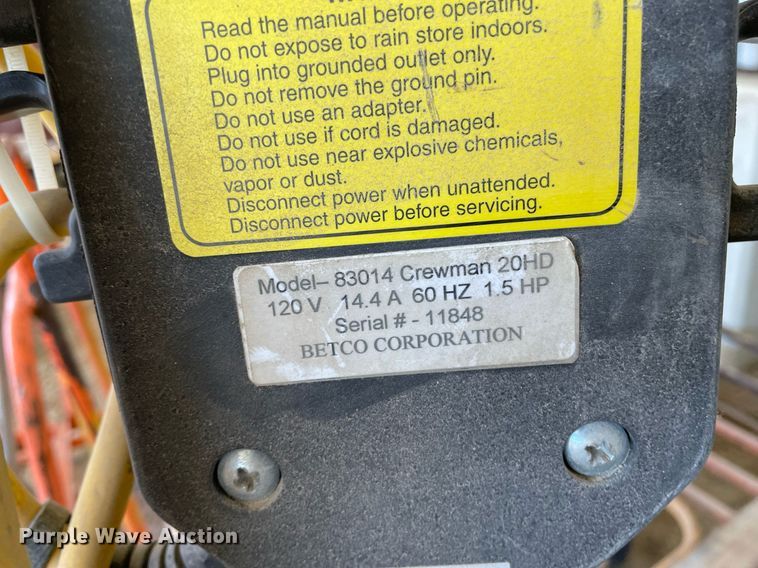 Read the manual before operating.
Do not expose to rain store indoors.
Plug into grounded outlet only.
Do not remove the ground pin.
Do not use an adapter.
Do not use if cord is damaged.
Do not use near explosive chemicals,
vapor or dust.
Disconnect power when unattended.
Disconnect power before servicing.
Model– 83014 Crewman 20HD
120 V 14.4 A 60 HZ 1.5 HP
Serial # - 11848
BETCO CORPORATION
Purple Wave Auction